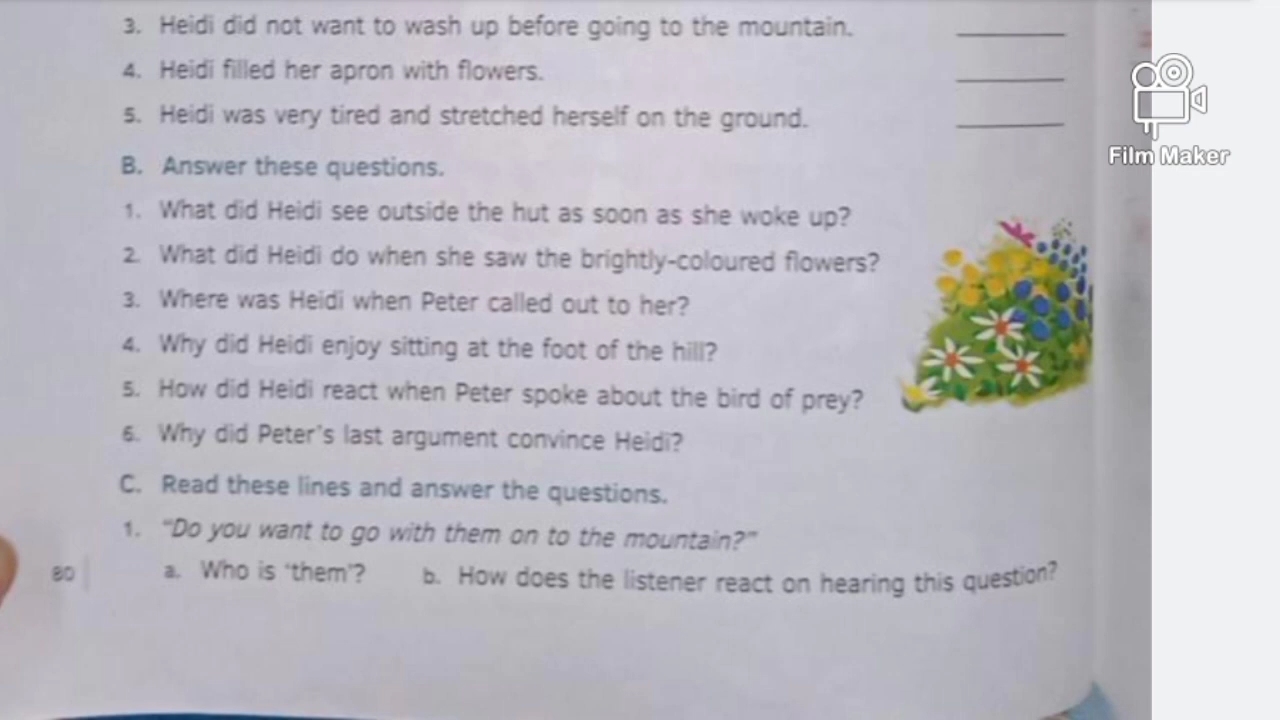 3. Heidi did not want to wash up before going to the mountain.
4. Heidi filled her apron with flowers.
5. Heidi was very tired and stretched herself on the ground.
B. Answer these questions.
1. What did Heidi see outside the hut as soon as she woke up?
2. What did Heidi do when she saw the brightly-coloured flowers?
3. Where was Heidi when Peter called out to her?
4. Why did Heidi enjoy sitting at the foot of the hill?
5. How did Heidi react when Peter spoke about the bird of prey?
6. Why did Peter's last argument convince Heidi?
C. Read these lines and answer the questions.
1. "Do you want to go with them on to the mountain?"
a. Who is 'them'? b. How does the listener react on hearing this question?
80
Film Maker